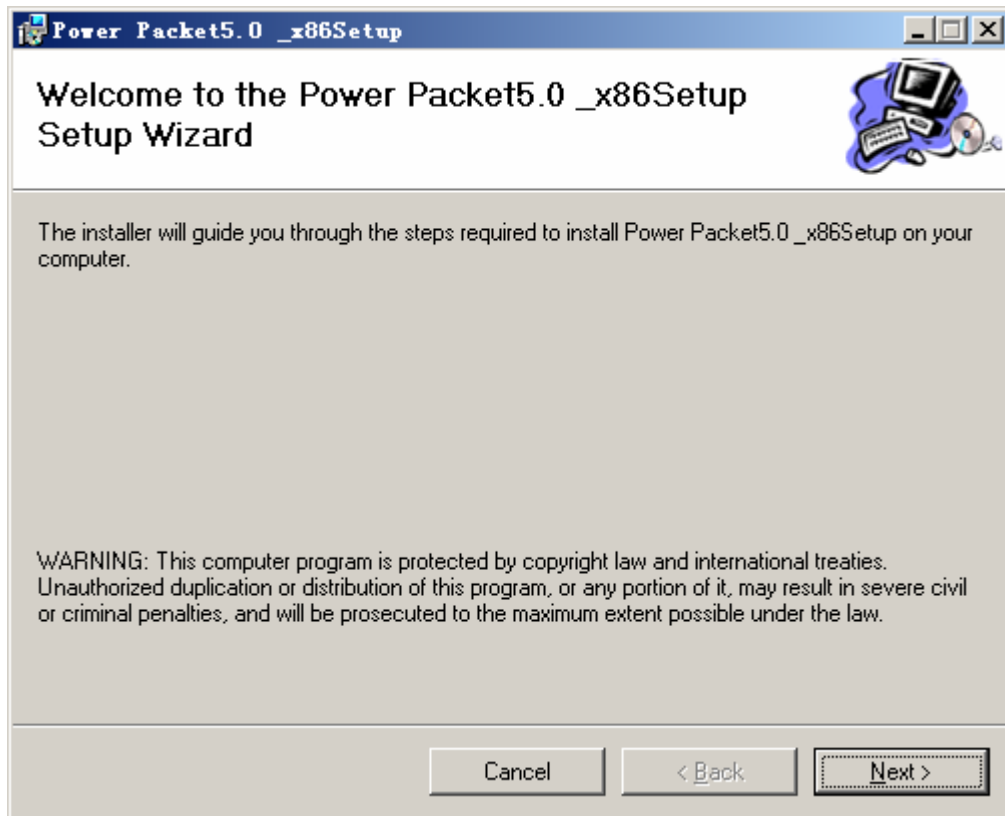 Power Packet5.0 _x86Setup
Welcome to the Power Packet5.0 _x86Setup
Setup Wizard
The installer will guide you through the steps required to install Power Packet5.0 _x86Setup on your
computer.
WARNING: This computer program is protected by copyright law and international treaties.
Unauthorized duplication or distribution of this program, or any portion of it, may result in severe civil
or criminal penalties, and will be prosecuted to the maximum extent possible under the law.
Cancel < Back Next >